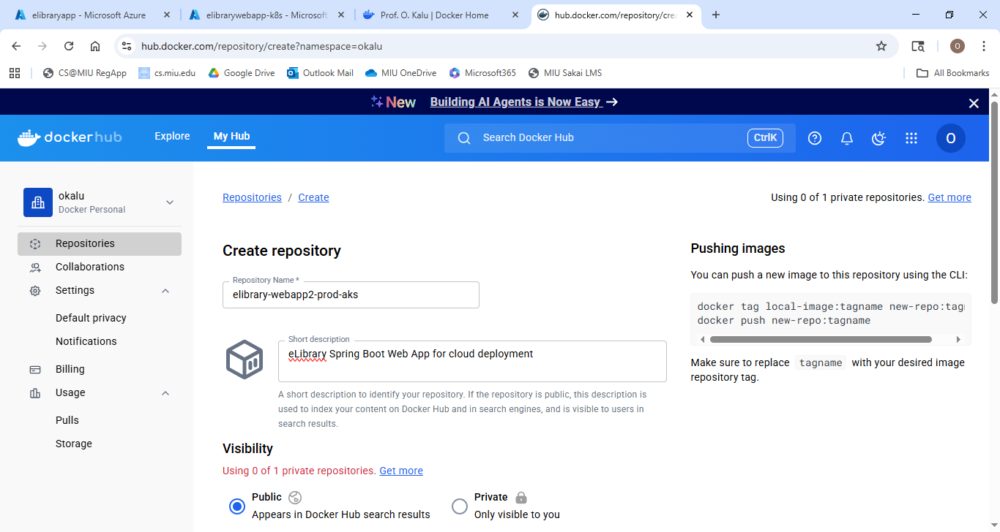 elibraryapp - Microsoft Azure
elibrarywebapp-k8s - Microsoft
Prof. O. Kalu | Docker Home
hub.docker.com/repository/cre
hub.docker.com/repository/create?namespace=okalu
O
CS@MIU RegApp
cs.miu.edu
Google Drive
Outlook Mail
MIU OneDrive
Microsoft365
MIU Sakai LMS
All Bookmarks
New Building AI Agents is Now Easy →
dockerhub
Explore
My Hub
Search Docker Hub
CtrlK
O
okalu
Docker Personal
Repositories
Collaborations
Settings
Default privacy
Notifications
Billing
Usage
Pulls
Storage
Repositories / Create
Using 0 of 1 private repositories. Get more
Create repository
Repository Name *
elibrary-webapp2-prod-aks
Short description
eLibrary Spring Boot Web App for cloud deployment
A short description to identify your repository. If the repository is public, this description is
used to index your content on Docker Hub and in search engines, and is visible to users in
search results.
Visibility
Using 0 of 1 private repositories. Get more
Public
Appears in Docker Hub search results
Private
Only visible to you
Pushing images
You can push a new image to this repository using the CLI:
docker tag local-image:tagname new-repo:tag
docker push new-repo:tagname
Make sure to replace tagname with your desired image
repository tag.